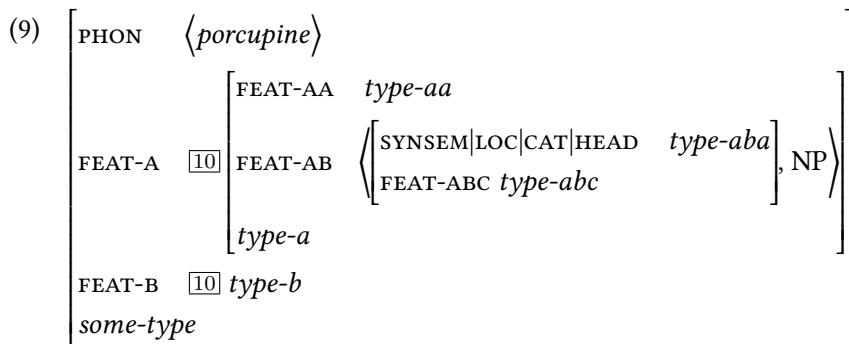 (9) PHON ⟨porcupine⟩
FEAT-AA type-aa
SYNSEM|LOC|CAT|HEAD type-aba
FEAT-A 10 FEAT-AB ⟨ , NP⟩
FEAT-ABC type-abc
type-a
FEAT-B 10 type-b
some-type